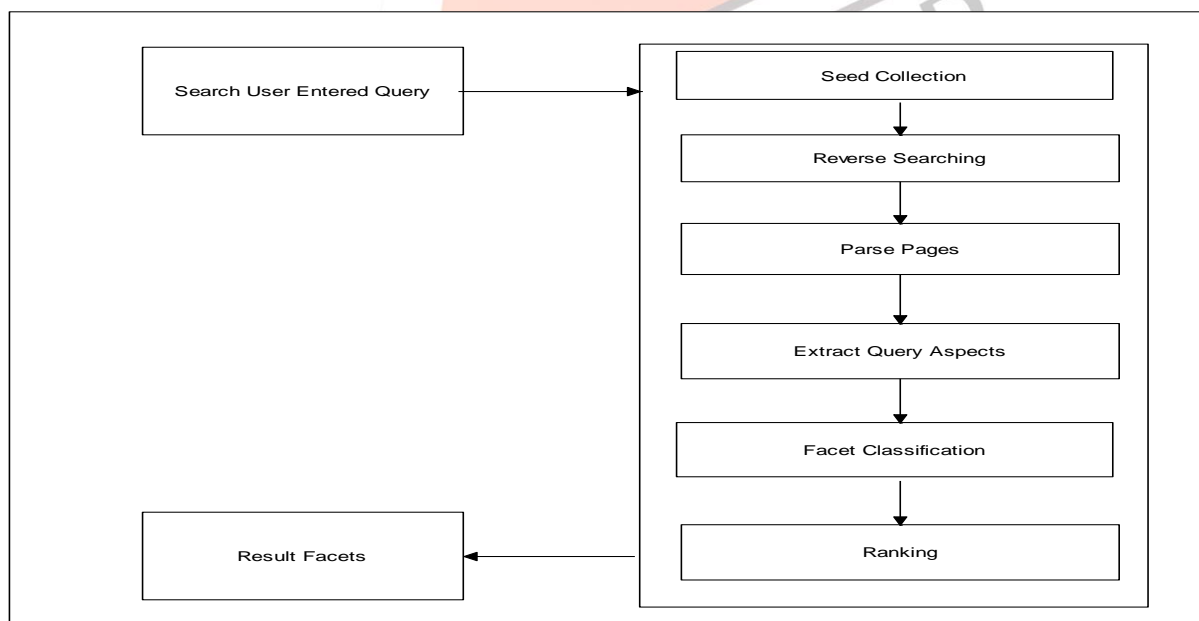 Search User Entered Query
Seed Collection
Reverse Searching
Parse Pages
Extract Query Aspects
Facet Classification
Ranking
Result Facets